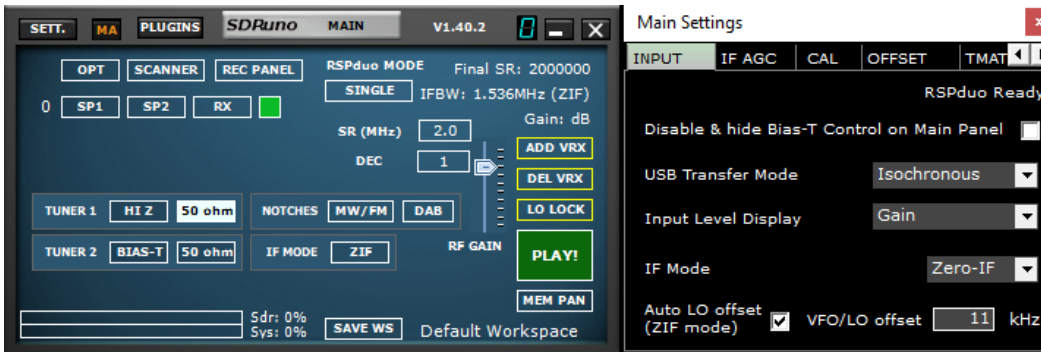 SETT. MA PLUGINS SDRuno MAIN V1.40.2 0
OPT SCANNER REC PANEL RSPduo MODE Final SR: 2000000
SINGLE IFBW: 1.536MHz (ZIF)
0 SP1 SP2 RX Gain: dB
SR (MHz) 2.0 ADD VRX
DEC 1 DEL VRX
TUNER 1 HI Z 50 ohm NOTCHES MW/FM DAB LO LOCK
TUNER 2 BIAS-T 50 ohm IF MODE ZIF RF GAIN PLAY!
MEM PAN
Sdr: 0%
Sys: 0% SAVE WS Default Workspace
Main Settings x
INPUT IF AGC CAL OFFSET TMAT
RSPduo Ready
Disable & hide Bias-T Control on Main Panel
USB Transfer Mode Isochronous
Input Level Display Gain
IF Mode Zero-IF
Auto LO offset
(ZIF mode) VFO/LO offset 11 kHz